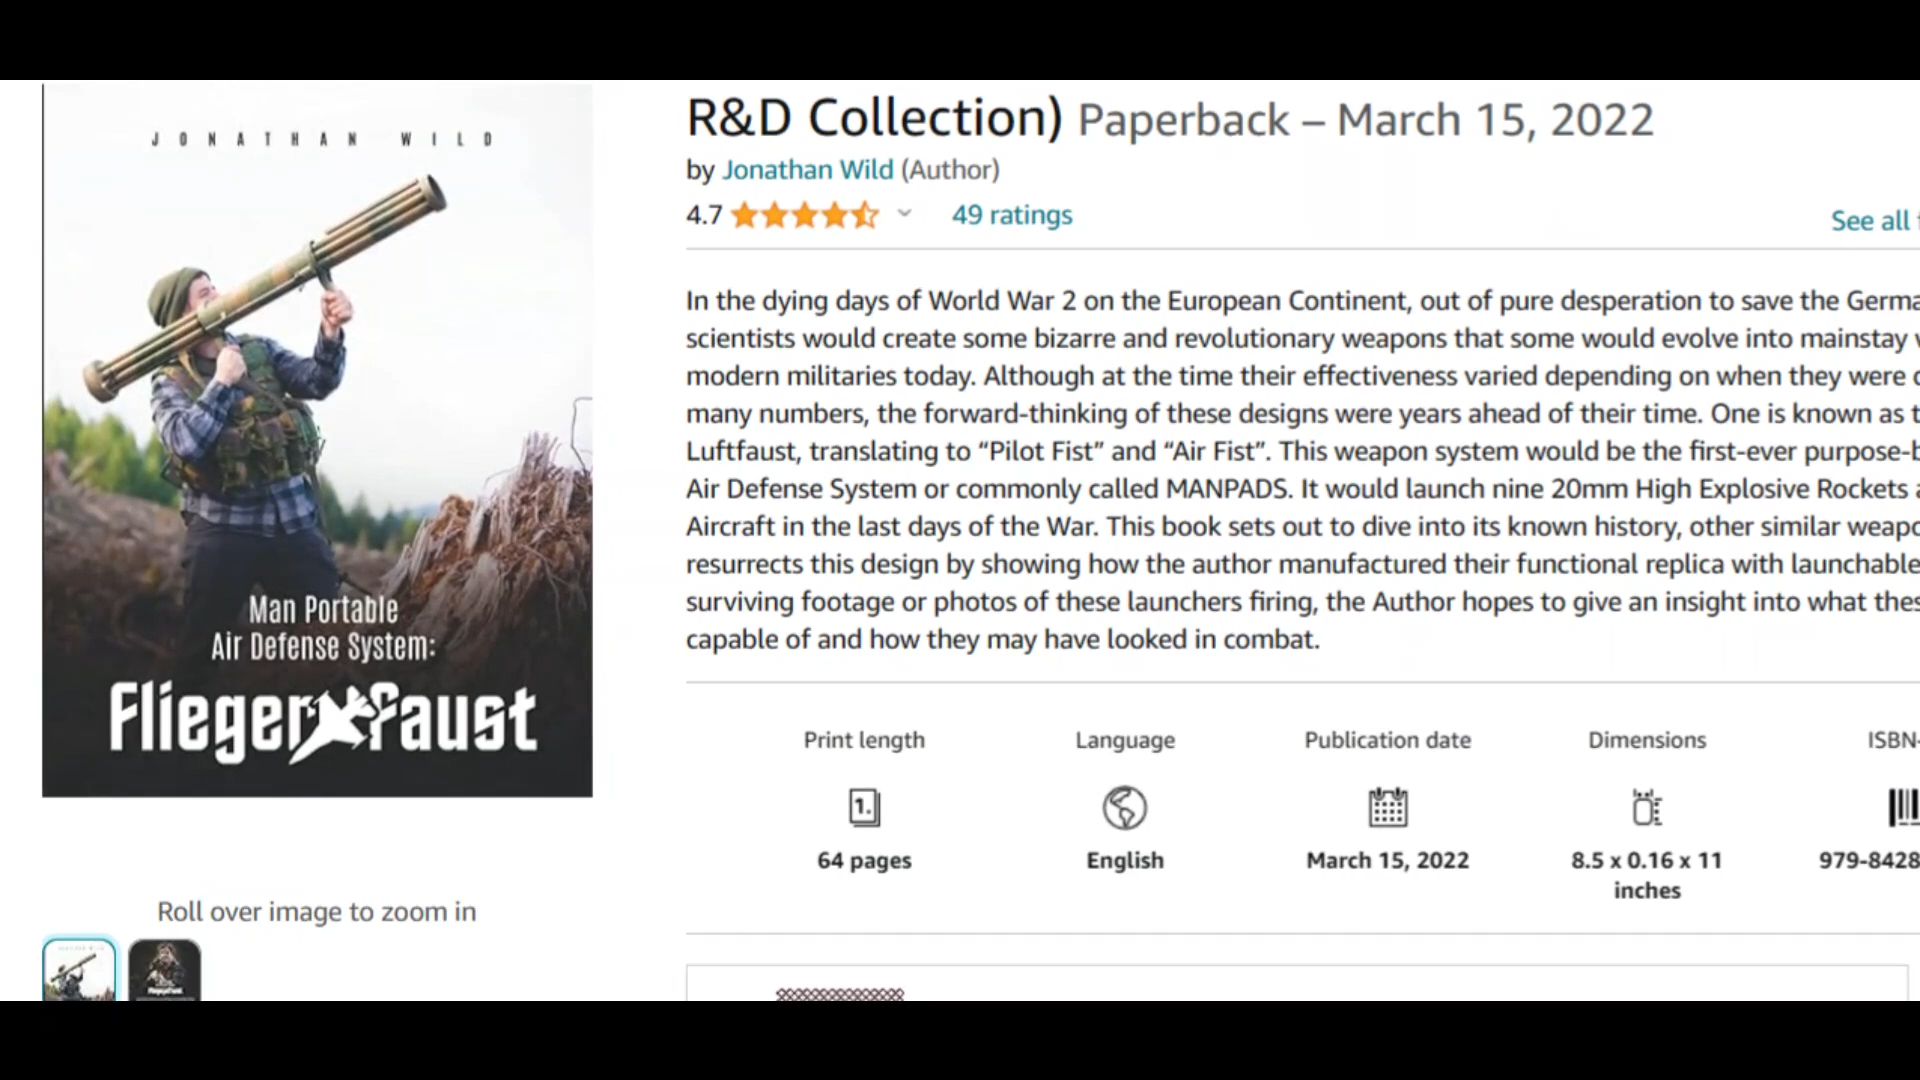 JONATHAN WILD
Man Portable
Air Defense System:
Fliegerfaust
Roll over image to zoom in
R&D Collection) Paperback – March 15, 2022
by Jonathan Wild (Author)
4.7 49 ratings
See all
In the dying days of World War 2 on the European Continent, out of pure desperation to save the
scientists would create some bizarre and revolutionary weapons that some would evolve into mainstay
modern militaries today. Although at the time their effectiveness varied depending on when they were
many numbers, the forward-thinking of these designs were years ahead of their time. One is known as
Luftfaust, translating to “Pilot Fist” and “Air Fist”. This weapon system would be the first-ever
Air Defense System or commonly called MANPADS. It would launch nine 20mm High Explosive Rockets
Aircraft in the last days of the War. This book sets out to dive into its known history, other similar
resurrects this design by showing how the author manufactured their functional replica with launchable
surviving footage or photos of these launchers firing, the Author hopes to give an insight into what
capable of and how they may have looked in combat.
Print length
1.
64 pages
Language
English
Publication date
March 15, 2022
Dimensions
8.5 x 0.16 x 11
inches
ISBN-
979-8428